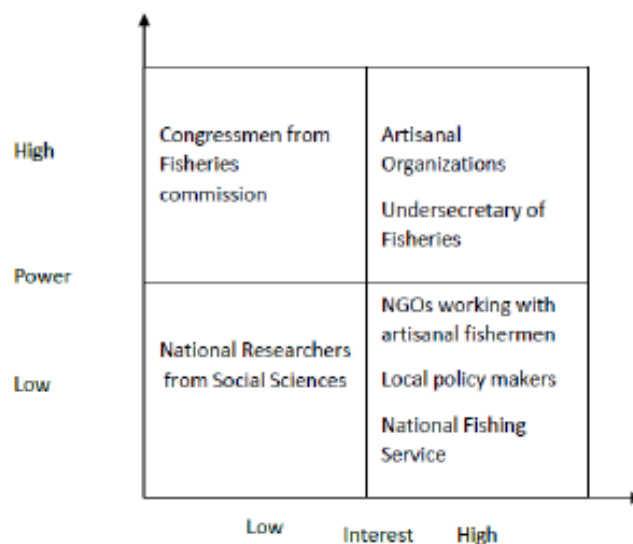 High
Congressmen from
Fisheries
commission
Artisanal
Organizations
Undersecretary of
Fisheries
Power
Low
National Researchers
from Social Sciences
NGOs working with
artisanal fishermen
Local policy makers
National Fishing
Service
Low
Interest
High